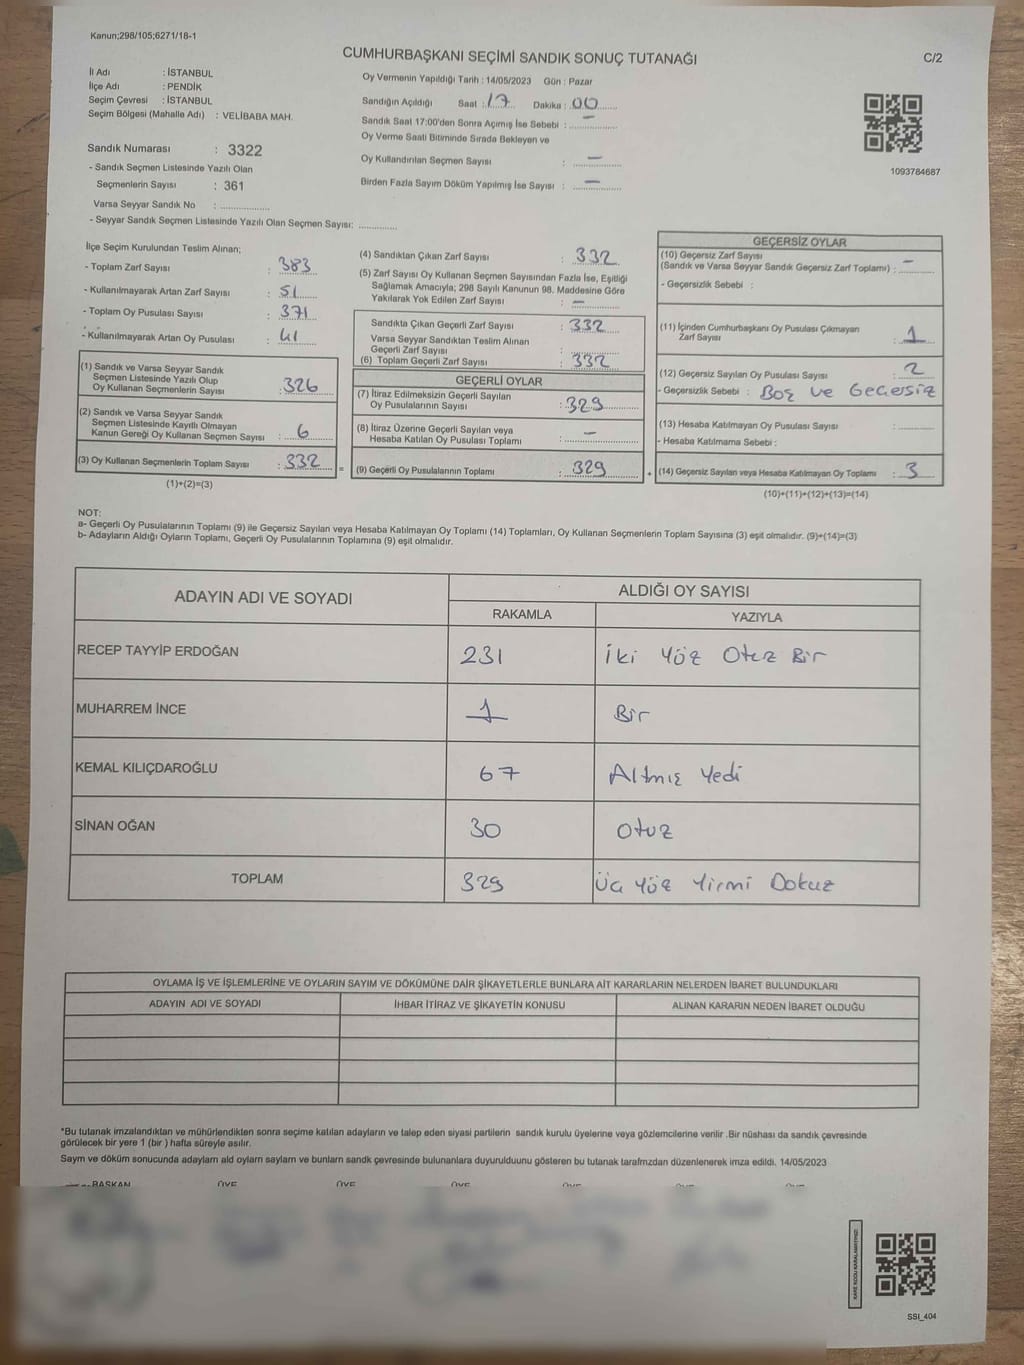 Kanun;298/105;6271/18-1
CUMHURBAŞKANI SEÇİMİ SANDIK SONUÇ TUTANAĞI
C/2
İl Adı : İSTANBUL
İlçe Adı : PENDİK
Seçim Çevresi : İSTANBUL
Seçim Bölgesi (Mahalle Adı) : VELİBABA MAH.
Sandık Numarası : 3322
- Sandık Seçmen Listesinde Yazılı Olan
Seçmenlerin Sayısı : 361
Varsa Seyyar Sandık No : ..............
- Seyyar Sandık Seçmen Listesinde Yazılı Olan Seçmen Sayısı: ............
Oy Vermenin Yapıldığı Tarih : 14/05/2023 Gün : Pazar
Sandığın Açıldığı Saat : 17 Dakika : 00
Sandık Saat 17:00'den Sonra Açımış İse Sebebi : —
Oy Verme Saati Bitiminde Sırada Bekleyen ve
Oy Kullandırılan Seçmen Sayısı : —
Birden Fazla Sayım Döküm Yapılmış İse Sayısı : —
1093784687
İlçe Seçim Kurulundan Teslim Alınan;
- Toplam Zarf Sayısı : 383
- Kullanılmayarak Artan Zarf Sayısı : 51
- Toplam Oy Pusulası Sayısı : 371
- Kullanılmayarak Artan Oy Pusulası : 41
(1) Sandık ve Varsa Seyyar Sandık
Seçmen Listesinde Yazılı Olup
Oy Kullanan Seçmenlerin Sayısı : 326
(2) Sandık ve Varsa Seyyar Sandık
Seçmen Listesinde Kayıtlı Olmayan
Kanun Gereği Oy Kullanan Seçmen Sayısı : 6
(3) Oy Kullanan Seçmenlerin Toplam Sayısı : 332
(1)+(2)=(3)
(4) Sandıktan Çıkan Zarf Sayısı : 332
(5) Zarf Sayısı Oy Kullanan Seçmen Sayısından Fazla İse, Eşitliği
Sağlamak Amacıyla; 298 Sayılı Kanunun 98. Maddesine Göre
Yakılarak Yok Edilen Zarf Sayısı : —
Sandıkta Çıkan Geçerli Zarf Sayısı : 332
Varsa Seyyar Sandıktan Teslim Alınan
Geçerli Zarf Sayısı : ..............
(6) Toplam Geçerli Zarf Sayısı : 332
=
GEÇERLİ OYLAR
(7) İtiraz Edilmeksizin Geçerli Sayılan
Oy Pusulalarının Sayısı : 329
(8) İtiraz Üzerine Geçerli Sayılan veya
Hesaba Katılan Oy Pusulası Toplamı : —
(9) Geçerli Oy Pusulalarının Toplamı : 329
+
GEÇERSİZ OYLAR
(10) Geçersiz Zarf Sayısı
(Sandık ve Varsa Seyyar Sandık Geçersiz Zarf Toplamı) : —
- Geçersizlik Sebebi :
(11) İçinden Cumhurbaşkanı Oy Pusulası Çıkmayan
Zarf Sayısı : 1
(12) Geçersiz Sayılan Oy Pusulası Sayısı : 2
- Geçersizlik Sebebi : Boş ve Geçersiz
(13) Hesaba Katılmayan Oy Pusulası Sayısı : ..........
- Hesaba Katılmama Sebebi :
(14) Geçersiz Sayılan veya Hesaba Katılmayan Oy Toplamı : 3
(10)+(11)+(12)+(13)=(14)
NOT:
a- Geçerli Oy Pusulalarının Toplamı (9) ile Geçersiz Sayılan veya Hesaba Katılmayan Oy Toplamı (14) Toplamları, Oy Kullanan Seçmenlerin Toplam Sayısına (3) eşit olmalıdır. (9)+(14)=(3)
b- Adayların Aldığı Oyların Toplamı, Geçerli Oy Pusulalarının Toplamına (9) eşit olmalıdır.
ADAYIN ADI VE SOYADI
ALDIĞI OY SAYISI
RAKAMLA
YAZIYLA
RECEP TAYYİP ERDOĞAN 231 İki Yüz Otuz Bir
MUHARREM İNCE 1 Bir
KEMAL KILIÇDAROĞLU 67 Altmış Yedi
SİNAN OĞAN 30 Otuz
TOPLAM 329 Üç Yüz Yirmi Dokuz
OYLAMA İŞ VE İŞLEMLERİNE VE OYLARIN SAYIM VE DÖKÜMÜNE DAİR ŞİKAYETLERLE BUNLARA AİT KARARLARIN NELERDEN İBARET BULUNDUKLARI
ADAYIN ADI VE SOYADI
İHBAR İTİRAZ VE ŞİKAYETİN KONUSU
ALINAN KARARIN NEDEN İBARET OLDUĞU
*Bu tutanak imzalandıktan ve mühürlendikten sonra seçime katılan adayların ve talep eden siyasi partilerin sandık kurulu üyelerine veya gözlemcilerine verilir .Bir nüshası da sandık çevresinde
görülecek bir yere 1 (bir ) hafta süreyle asılır.
Saym ve döküm sonucunda adaylarn ald oylarn saylarn ve bunlarn sandk çevresinde bulunanlara duyurulduunu gösteren bu tutanak tarafmzdan düzenlenerek imza edildi. 14/05/2023
BAŞKAN ÜYE ÜYE ÜYE ÜYE ÜYE ÜYE
KARE KODU KARALAMAYINIZ!
SSİ_404